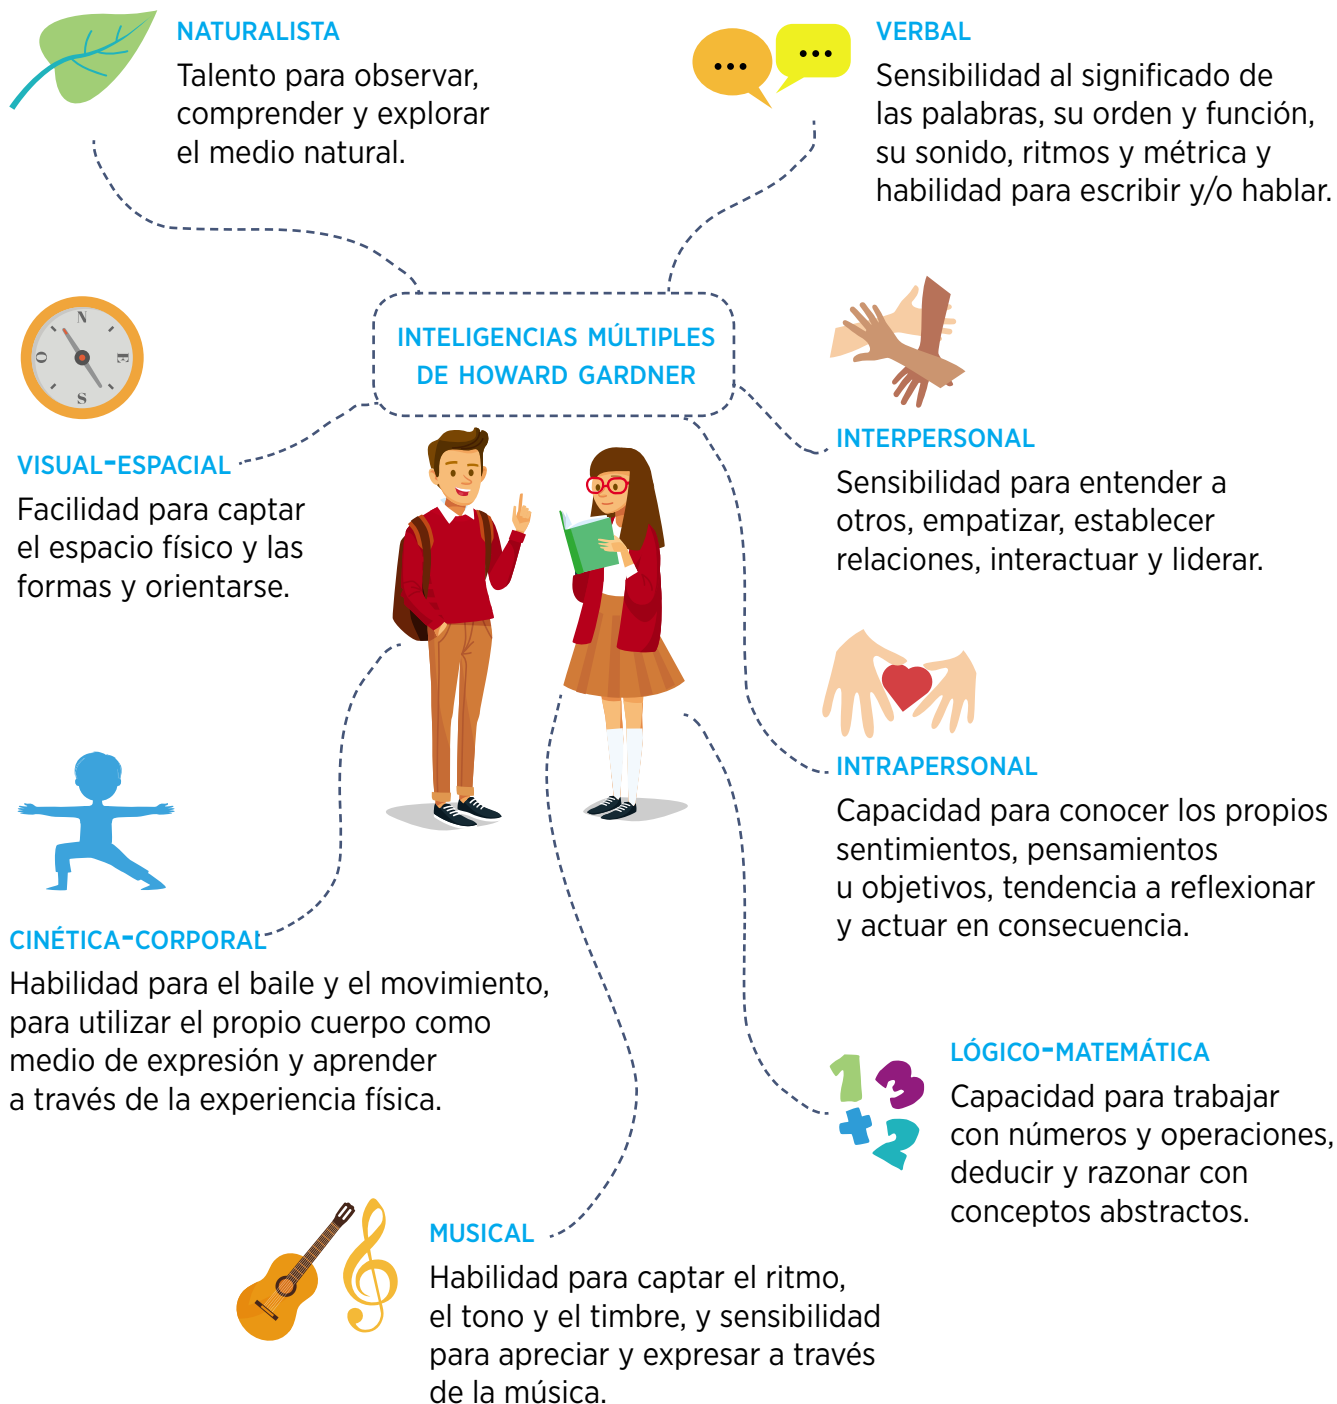 NATURALISTA
Talento para observar,
comprender y explorar
el medio natural.
VERBAL
Sensibilidad al significado de
las palabras, su orden y función,
su sonido, ritmos y métrica y
habilidad para escribir y/o hablar.
INTELIGENCIAS MÚLTIPLES
DE HOWARD GARDNER
N
O
E
S
VISUAL-ESPACIAL
Facilidad para captar
el espacio físico y las
formas y orientarse.
INTERPERSONAL
Sensibilidad para entender a
otros, empatizar, establecer
relaciones, interactuar y liderar.
INTRAPERSONAL
Capacidad para conocer los propios
sentimientos, pensamientos
u objetivos, tendencia a reflexionar
y actuar en consecuencia.
CINÉTICA-CORPORAL
Habilidad para el baile y el movimiento,
para utilizar el propio cuerpo como
medio de expresión y aprender
a través de la experiencia física.
1 3
+2
LÓGICO-MATEMÁTICA
Capacidad para trabajar
con números y operaciones,
deducir y razonar con
conceptos abstractos.
MUSICAL
Habilidad para captar el ritmo,
el tono y el timbre, y sensibilidad
para apreciar y expresar a través
de la música.